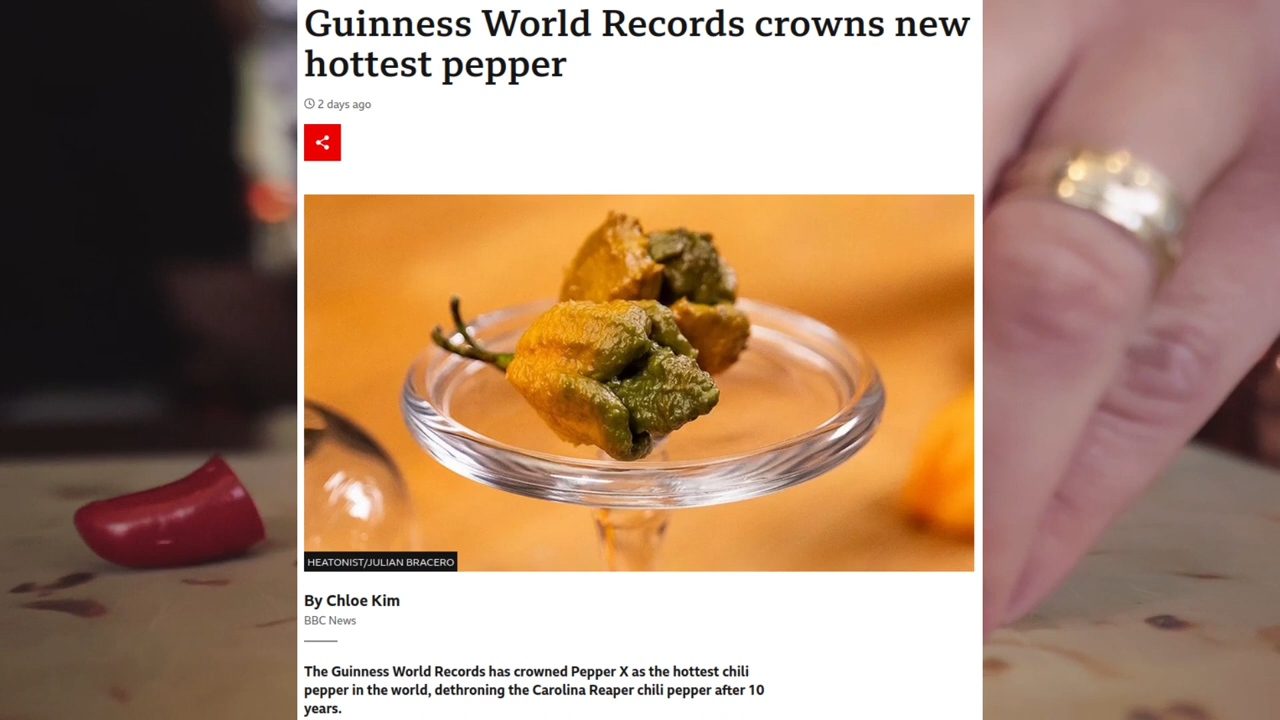 Guinness World Records crowns new
hottest pepper
2 days ago
HEATONIST/JULIAN BRACERO
By Chloe Kim
BBC News
The Guinness World Records has crowned Pepper X as the hottest chili
pepper in the world, dethroning the Carolina Reaper chili pepper after 10
years.